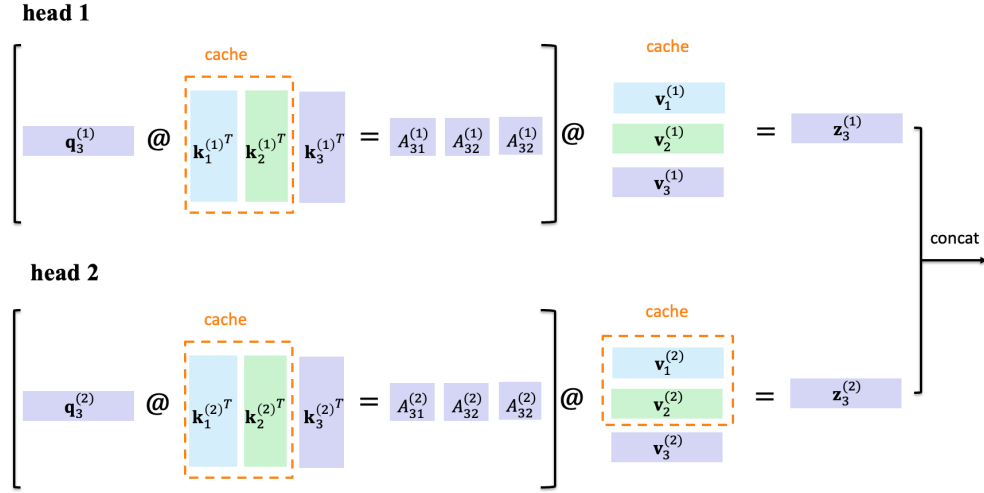 head 1
cache
cache
q₃⁽¹⁾ @ k₁⁽¹⁾ᵀ k₂⁽¹⁾ᵀ k₃⁽¹⁾ᵀ = A₃₁⁽¹⁾ A₃₂⁽¹⁾ A₃₂⁽¹⁾ @ v₁⁽¹⁾
v₂⁽¹⁾
v₃⁽¹⁾
= z₃⁽¹⁾
concat
head 2
cache
cache
q₃⁽²⁾ @ k₁⁽²⁾ᵀ k₂⁽²⁾ᵀ k₃⁽²⁾ᵀ = A₃₁⁽²⁾ A₃₂⁽²⁾ A₃₂⁽²⁾ @ v₁⁽²⁾
v₂⁽²⁾
v₃⁽²⁾
= z₃⁽²⁾